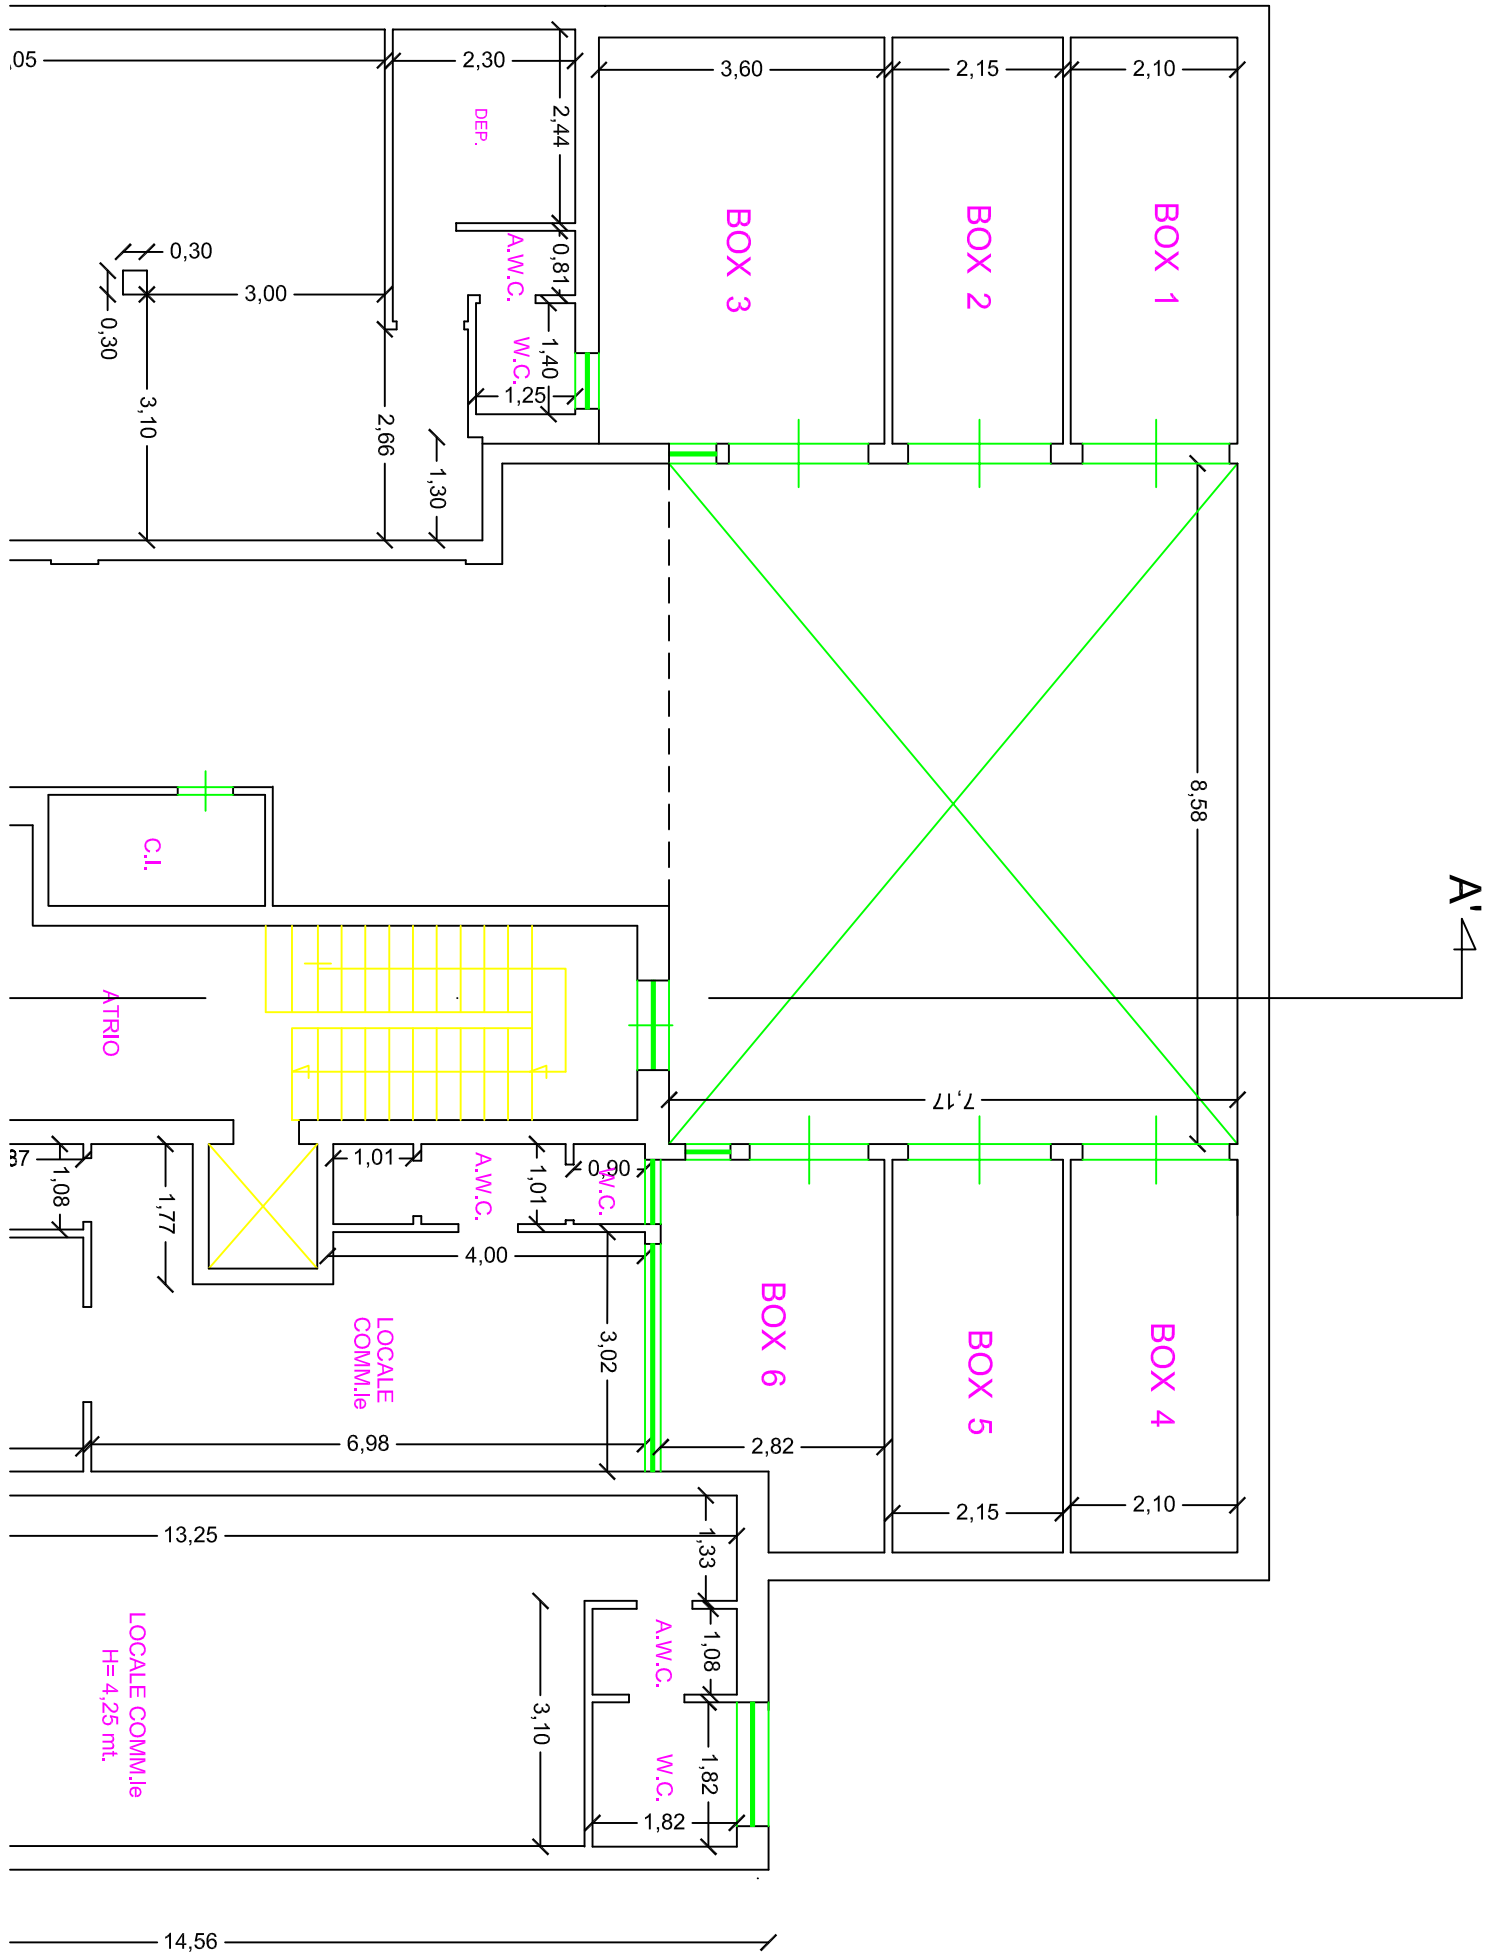 ,05
2,30
3,60
2,15
2,10
2,44
DEP.
BOX 3
BOX 2
BOX 1
0,30
A.W.C.
0,81
3,00
0,30
W.C.
1,40
1,25
3,10
2,66
1,30
8,58
C.I.
A'
ATRIO
7,17
37
1,08
1,77
1,01
A.W.C.
1,01
0,90
W.C.
4,00
3,02
LOCALE
COMM.le
BOX 6
BOX 5
BOX 4
6,98
2,82
2,15
2,10
13,25
1,33
LOCALE COMM.le
H= 4,25 mt.
A.W.C.
1,08
3,10
W.C.
1,82
1,82
14,56